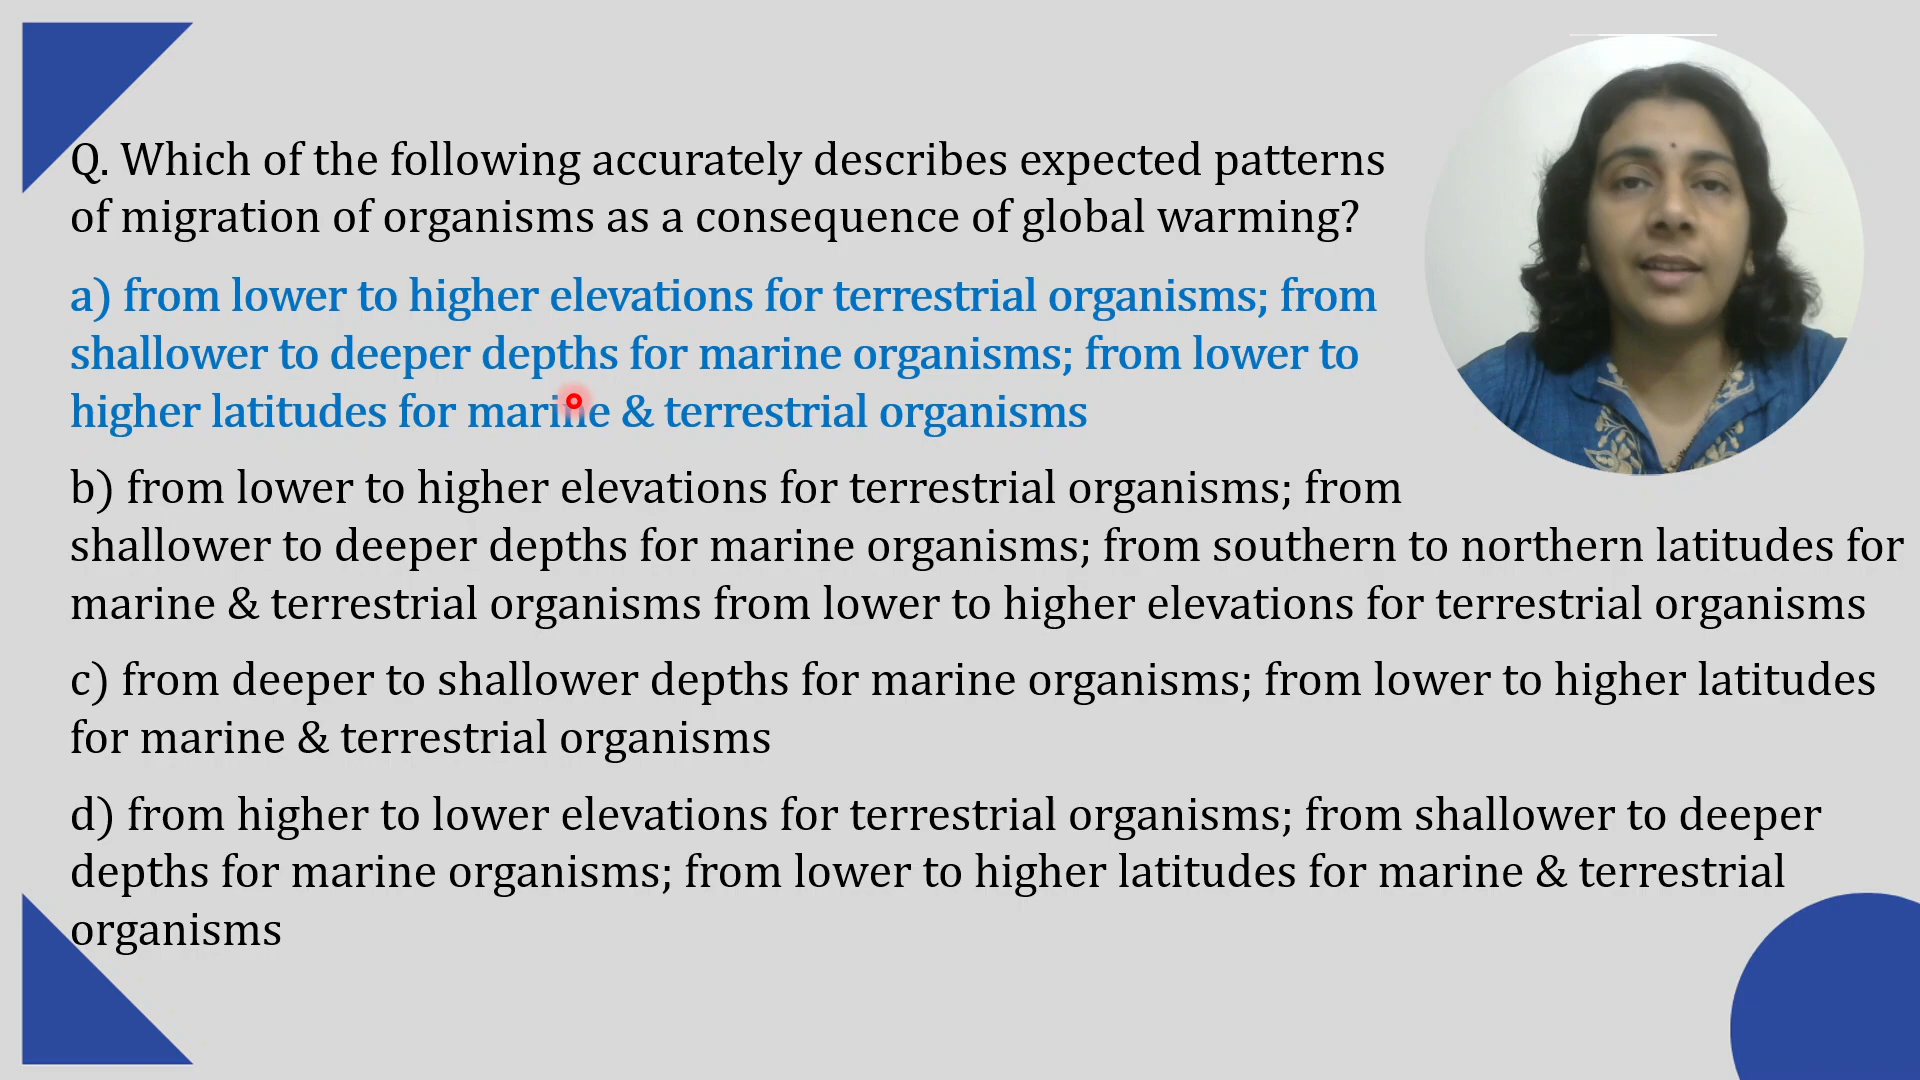 Q. Which of the following accurately describes expected patterns
of migration of organisms as a consequence of global warming?
a) from lower to higher elevations for terrestrial organisms; from
shallower to deeper depths for marine organisms; from lower to
higher latitudes for marine & terrestrial organisms
b) from lower to higher elevations for terrestrial organisms; from
shallower to deeper depths for marine organisms; from southern to northern latitudes for
marine & terrestrial organisms from lower to higher elevations for terrestrial organisms
c) from deeper to shallower depths for marine organisms; from lower to higher latitudes
for marine & terrestrial organisms
d) from higher to lower elevations for terrestrial organisms; from shallower to deeper
depths for marine organisms; from lower to higher latitudes for marine & terrestrial
organisms